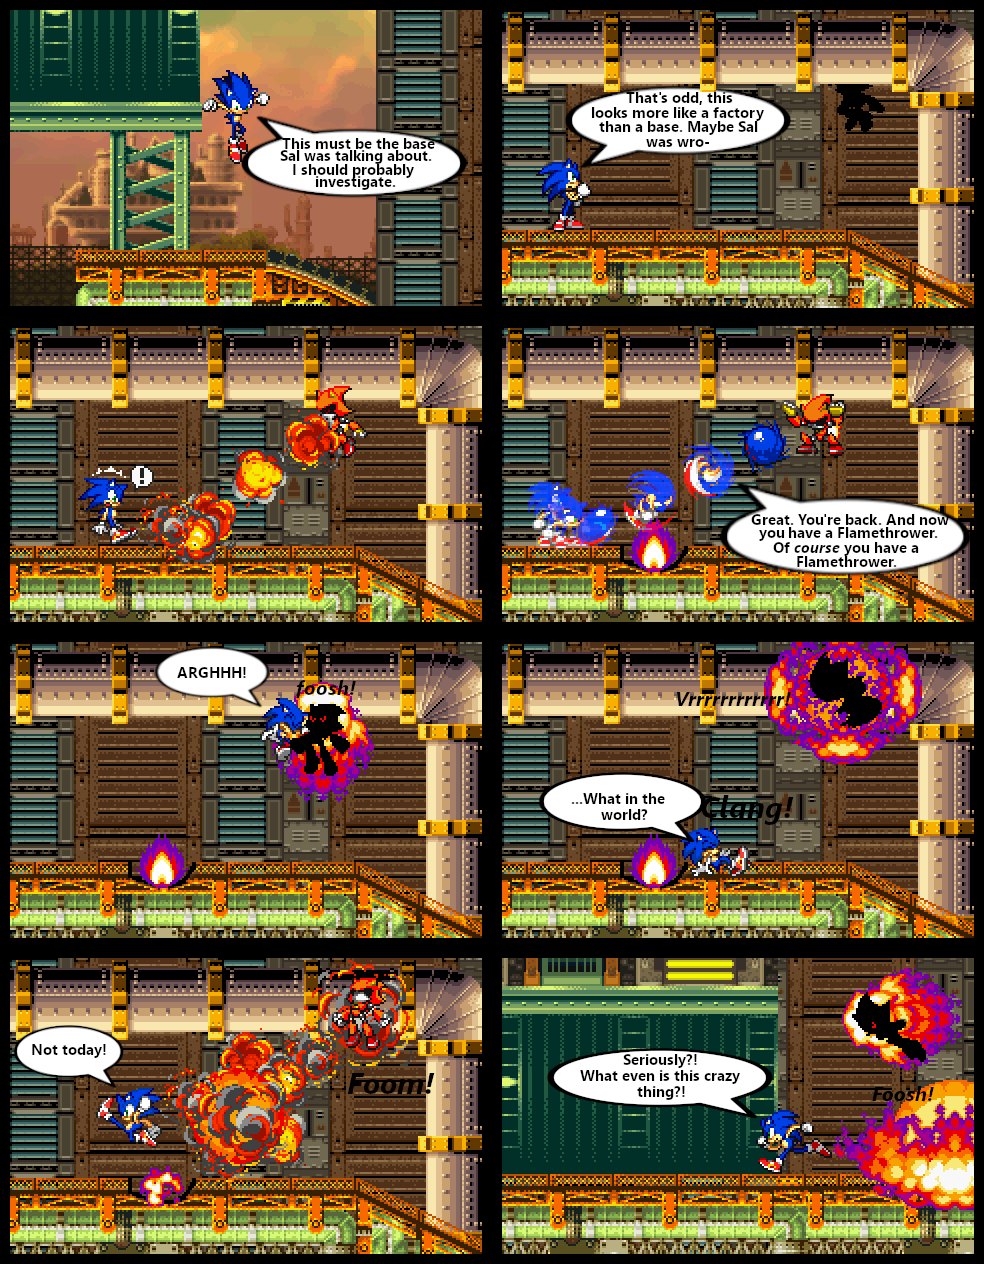 This must be the base
Sal was talking about.
I should probably
investigate.
That's odd, this
looks more like a factory
than a base. Maybe Sal
was wro-
!
Great. You're back. And now
you have a Flamethrower.
Of course you have a
Flamethrower.
ARGHHH!
foosh!
Vrrrrrrrrrrr!
...What in the
world?
Clang!
Not today!
Foom!
Seriously?!
What even is this crazy
thing?!
Foosh!